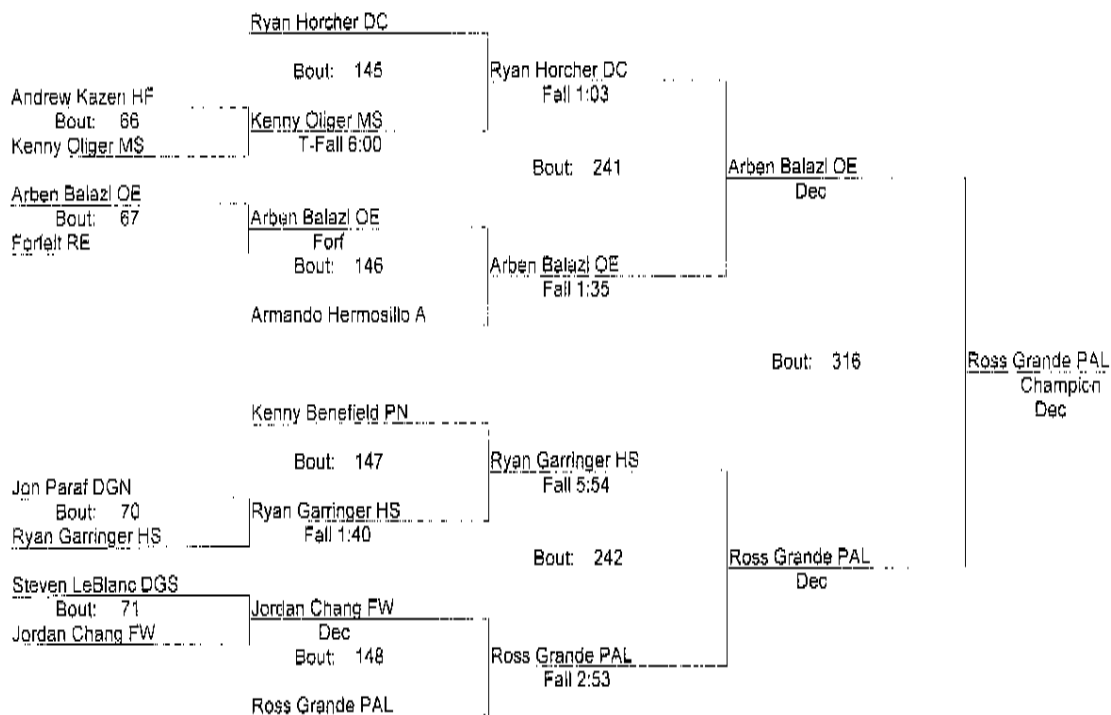 Ryan Horcher DC
Bout: 145
Ryan Horcher DC
Fall 1:03
Andrew Kazen HF
Bout: 66
Kenny Oliger MS
Kenny Oliger MS
T-Fall 6:00
Bout: 241
Arben Balazi OE
Dec
Arben Balazi OE
Bout: 67
Forfeit RE
Arben Balazi OE
Forf
Bout: 146
Arben Balazi OE
Fall 1:35
Armando Hermosillo A
Bout: 316
Ross Grande PAL
Champion
Dec
Kenny Benefield PN
Bout: 147
Ryan Garringer HS
Fall 5:54
Jon Paraf DGN
Bout: 70
Ryan Garringer HS
Ryan Garringer HS
Fall 1:40
Bout: 242
Ross Grande PAL
Dec
Steven LeBlanc DGS
Bout: 71
Jordan Chang FW
Jordan Chang FW
Dec
Bout: 148
Ross Grande PAL
Fall 2:53
Ross Grande PAL